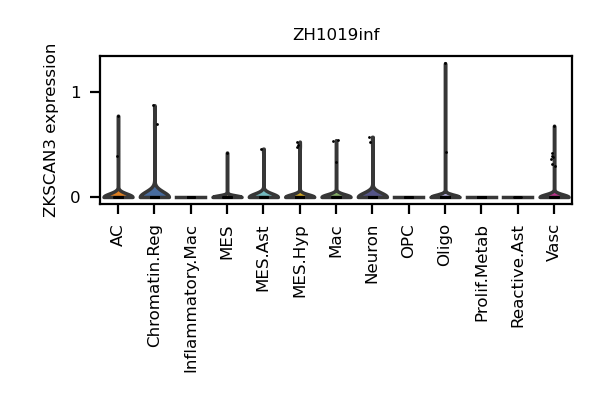 ZH1019inf
ZKSCAN3 expression
1
0
AC
Chromatin.Reg
Inflammatory.Mac
MES
MES.Ast
MES.Hyp
Mac
Neuron
OPC
Oligo
Prolif.Metab
Reactive.Ast
Vasc